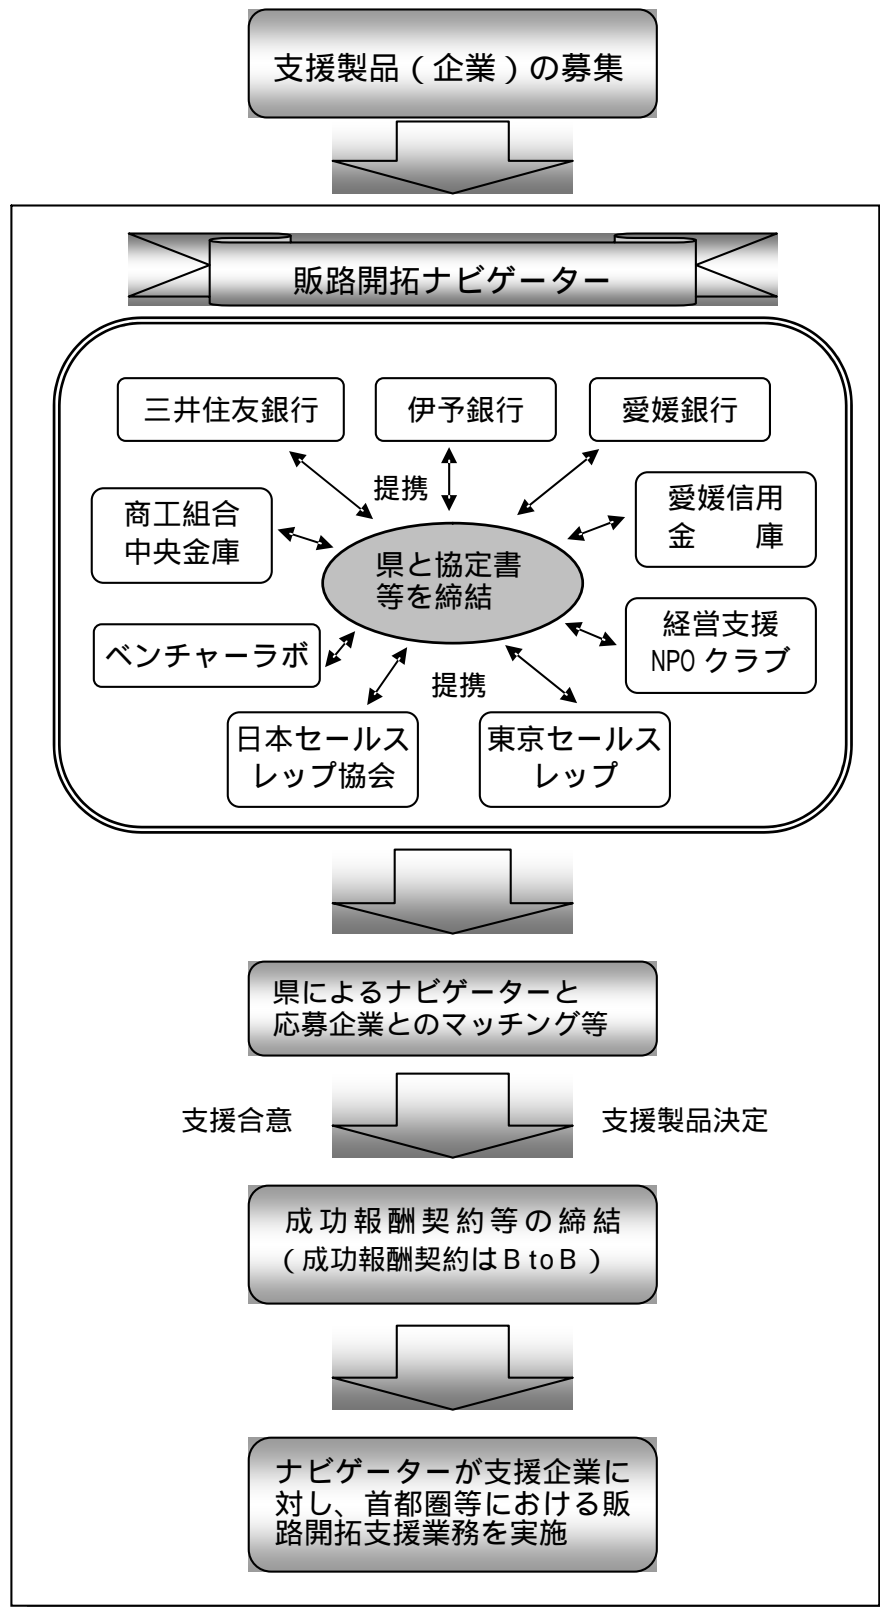 支援製品（企業）の募集
販路開拓ナビゲーター
三井住友銀行
伊予銀行
愛媛銀行
提携
商工組合
中央金庫
愛媛信用
金　　庫
県と協定書
等を締結
ベンチャーラボ
経営支援
NPO クラブ
提携
日本セールス
レップ協会
東京セールス
レップ
県によるナビゲーターと
応募企業とのマッチング等
支援合意
支援製品決定
成功報酬契約等の締結
（成功報酬契約はＢtoＢ）
ナビゲーターが支援企業に
対し、首都圏等における販
路開拓支援業務を実施